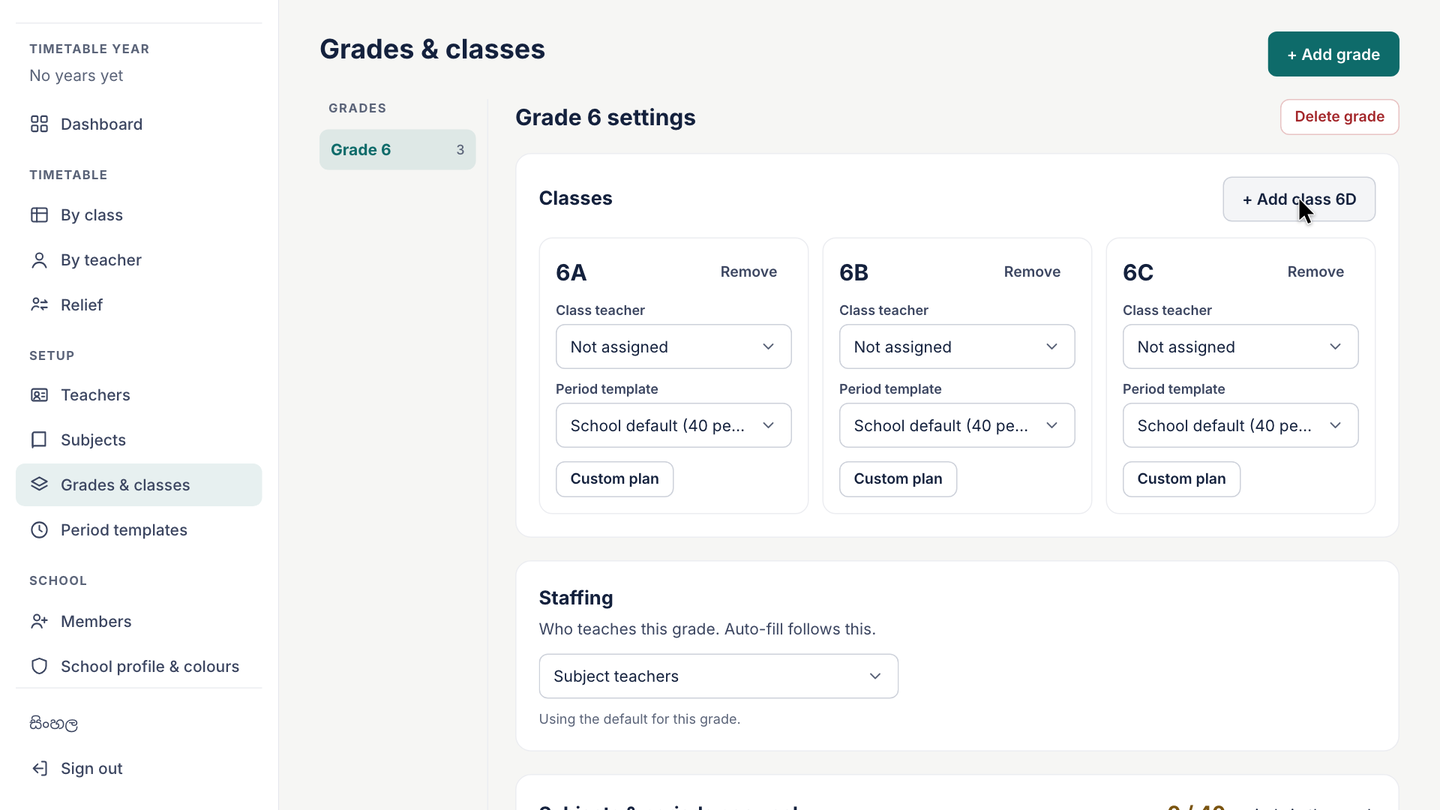 TIMETABLE YEAR
No years yet
Dashboard
TIMETABLE
By class
By teacher
Relief
SETUP
Teachers
Subjects
Grades & classes
Period templates
SCHOOL
Members
School profile & colours
සිංහල
Sign out
Grades & classes
+ Add grade
GRADES
Grade 6 3
Grade 6 settings
Delete grade
Classes
+ Add class 6D
6A Remove
Class teacher
Not assigned
Period template
School default (40 pe...
Custom plan
6B Remove
Class teacher
Not assigned
Period template
School default (40 pe...
Custom plan
6C Remove
Class teacher
Not assigned
Period template
School default (40 pe...
Custom plan
Staffing
Who teaches this grade. Auto-fill follows this.
Subject teachers
Using the default for this grade.